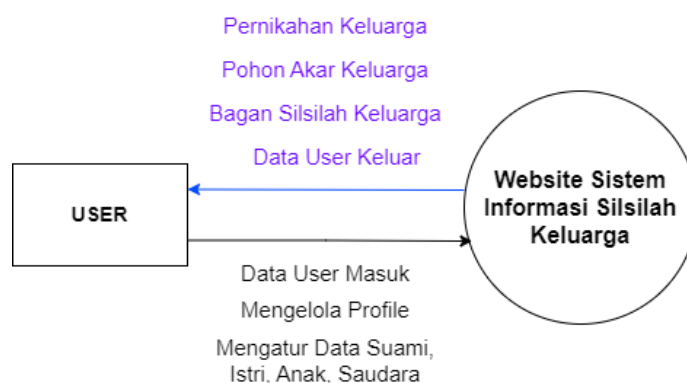 Pernikahan Keluarga
Pohon Akar Keluarga
Bagan Silsilah Keluarga
Data User Keluar
USER
Website Sistem
Informasi Silsilah
Keluarga
Data User Masuk
Mengelola Profile
Mengatur Data Suami,
Istri, Anak, Saudara